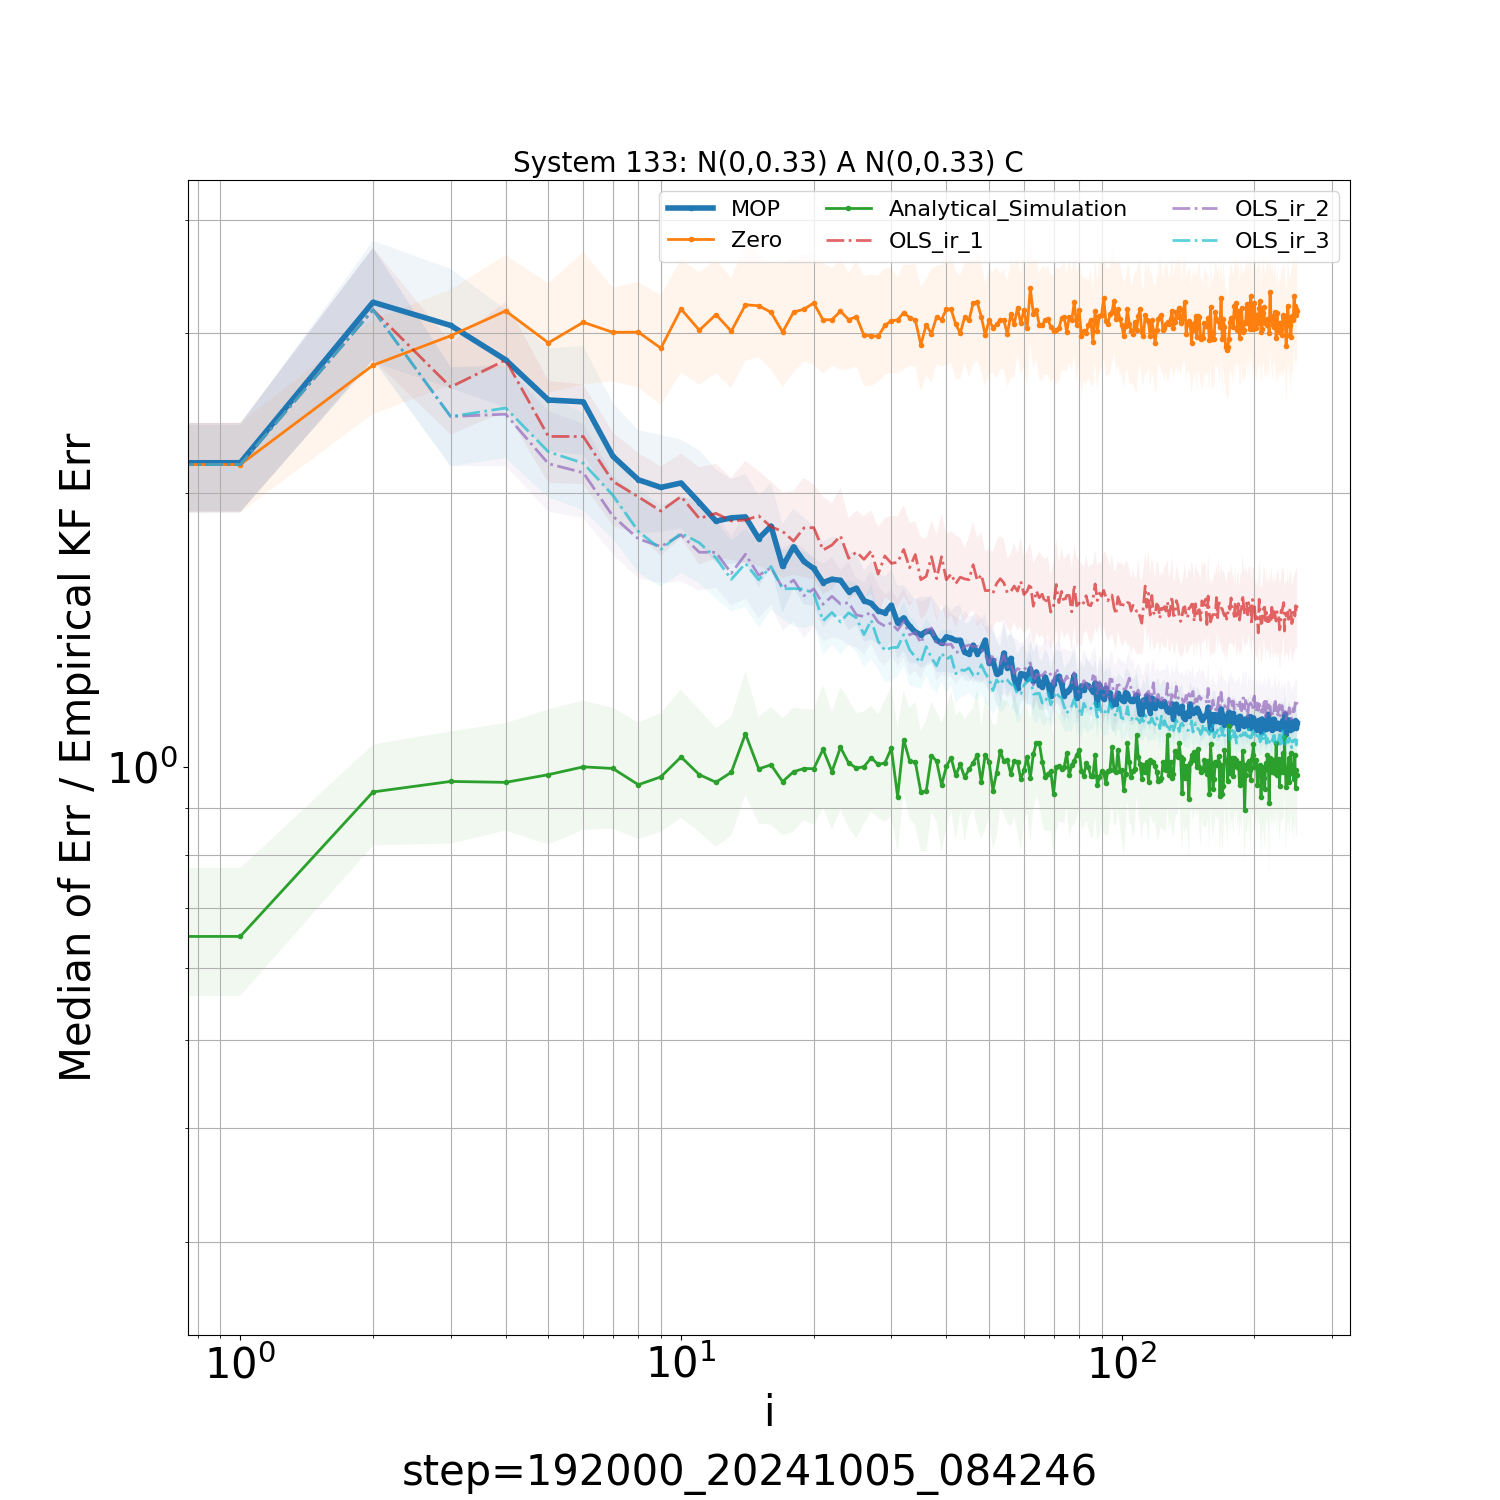 System 133: N(0,0.33) A N(0,0.33) C
MOP
Zero
Analytical_Simulation
OLS_ir_1
OLS_ir_2
OLS_ir_3
Median of Err / Empirical KF Err
10⁰
10⁰ 10¹ 10²
i
step=192000_20241005_084246